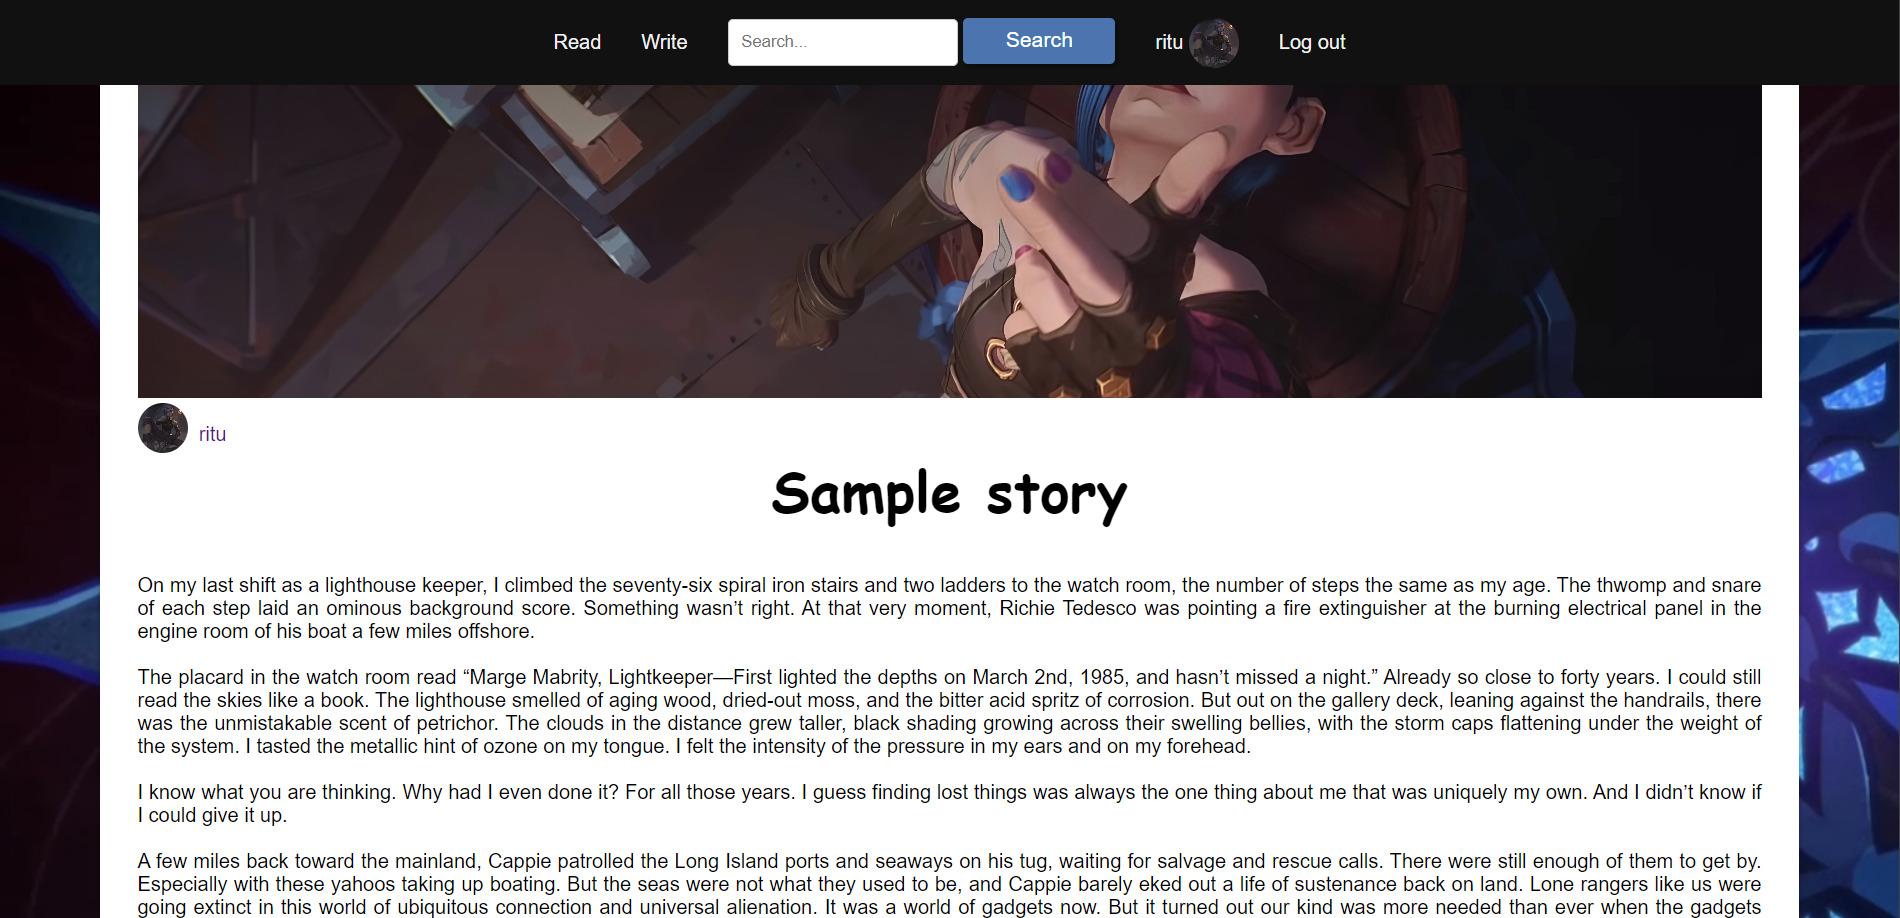 Read Write Search... Search ritu Log out
ritu
Sample story
On my last shift as a lighthouse keeper, I climbed the seventy-six spiral iron stairs and two ladders to the watch room, the number of steps the same as my age. The thwomp and snare
of each step laid an ominous background score. Something wasn’t right. At that very moment, Richie Tedesco was pointing a fire extinguisher at the burning electrical panel in the
engine room of his boat a few miles offshore.
The placard in the watch room read “Marge Mabrity, Lightkeeper—First lighted the depths on March 2nd, 1985, and hasn’t missed a night.” Already so close to forty years. I could still
read the skies like a book. The lighthouse smelled of aging wood, dried-out moss, and the bitter acid spritz of corrosion. But out on the gallery deck, leaning against the handrails, there
was the unmistakable scent of petrichor. The clouds in the distance grew taller, black shading growing across their swelling bellies, with the storm caps flattening under the weight of
the system. I tasted the metallic hint of ozone on my tongue. I felt the intensity of the pressure in my ears and on my forehead.
I know what you are thinking. Why had I even done it? For all those years. I guess finding lost things was always the one thing about me that was uniquely my own. And I didn’t know if
I could give it up.
A few miles back toward the mainland, Cappie patrolled the Long Island ports and seaways on his tug, waiting for salvage and rescue calls. There were still enough of them to get by.
Especially with these yahoos taking up boating. But the seas were not what they used to be, and Cappie barely eked out a life of sustenance back on land. Lone rangers like us were
going extinct in this world of ubiquitous connection and universal alienation. It was a world of gadgets now. But it turned out our kind was more needed than ever when the gadgets